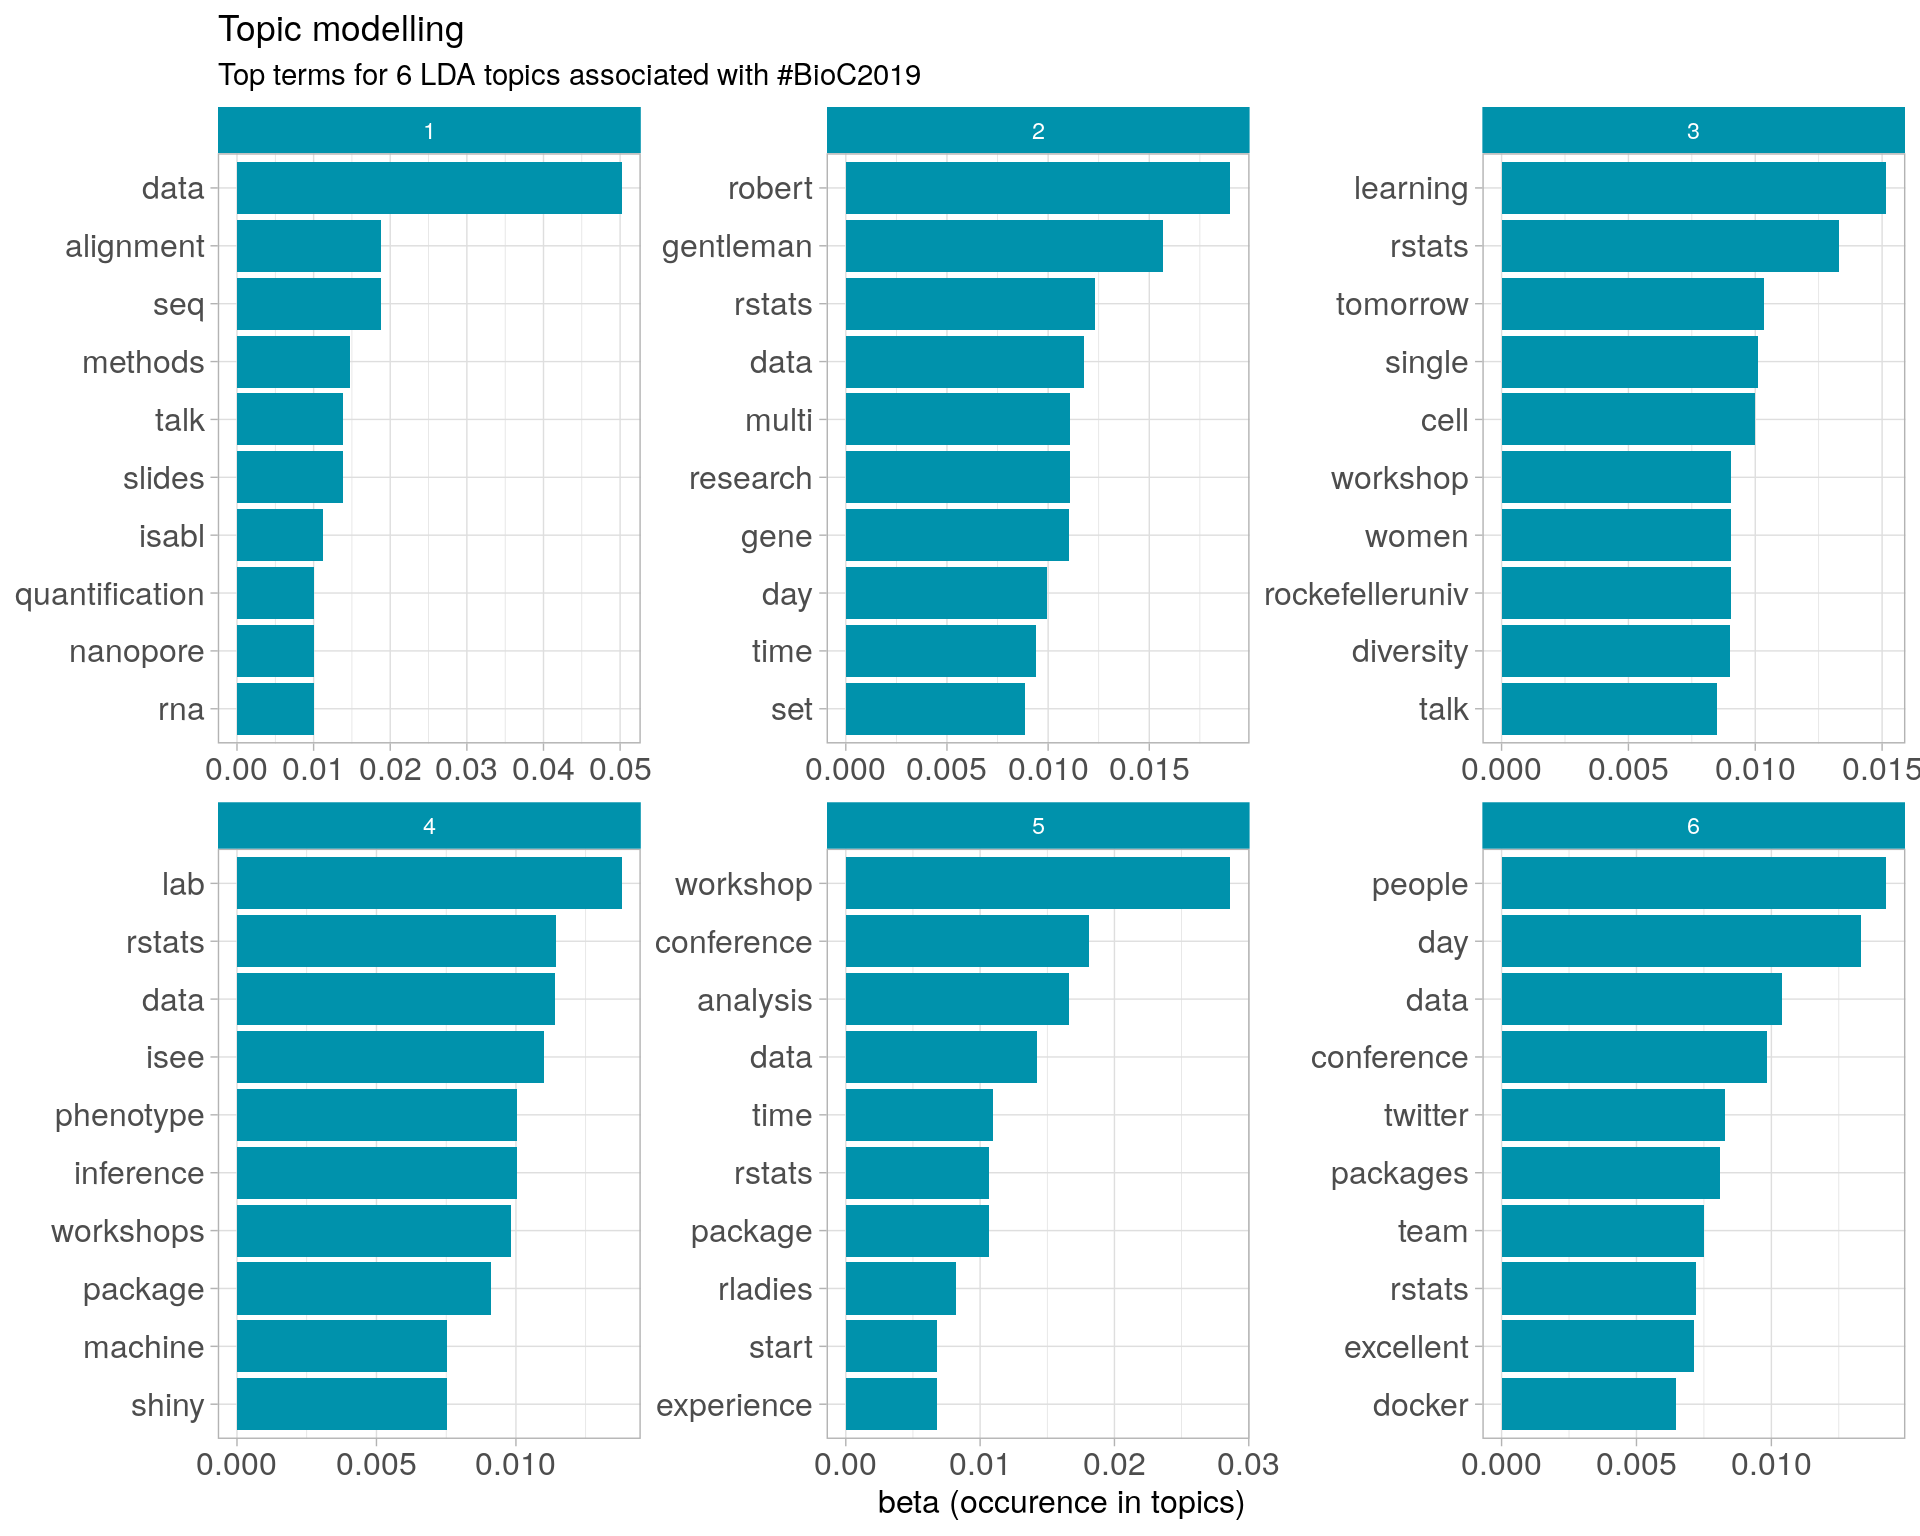 Topic modelling
Top terms for 6 LDA topics associated with #BioC2019
1
data
alignment
seq
methods
talk
slides
isabl
quantification
nanopore
rna
0.00 0.01 0.02 0.03 0.04 0.05
2
robert
gentleman
rstats
data
multi
research
gene
day
time
set
0.000 0.005 0.010 0.015
3
learning
rstats
tomorrow
single
cell
workshop
women
rockefelleruniv
diversity
talk
0.000 0.005 0.010 0.015
4
lab
rstats
data
isee
phenotype
inference
workshops
package
machine
shiny
0.000 0.005 0.010
5
workshop
conference
analysis
data
time
rstats
package
rladies
start
experience
0.00 0.01 0.02 0.03
6
people
day
data
conference
twitter
packages
team
rstats
excellent
docker
0.000 0.005 0.010
beta (occurence in topics)